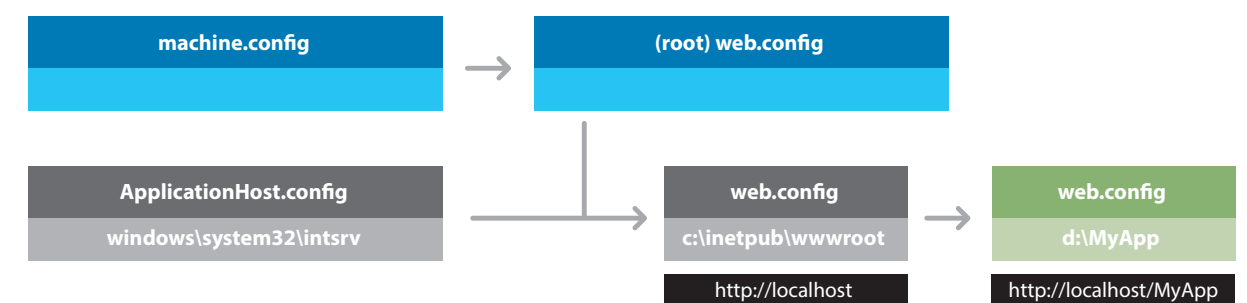 machine.config
(root) web.config
ApplicationHost.config
windows\system32\intsrv
web.config
c:\inetpub\wwwroot
http://localhost
web.config
d:\MyApp
http://localhost/MyApp